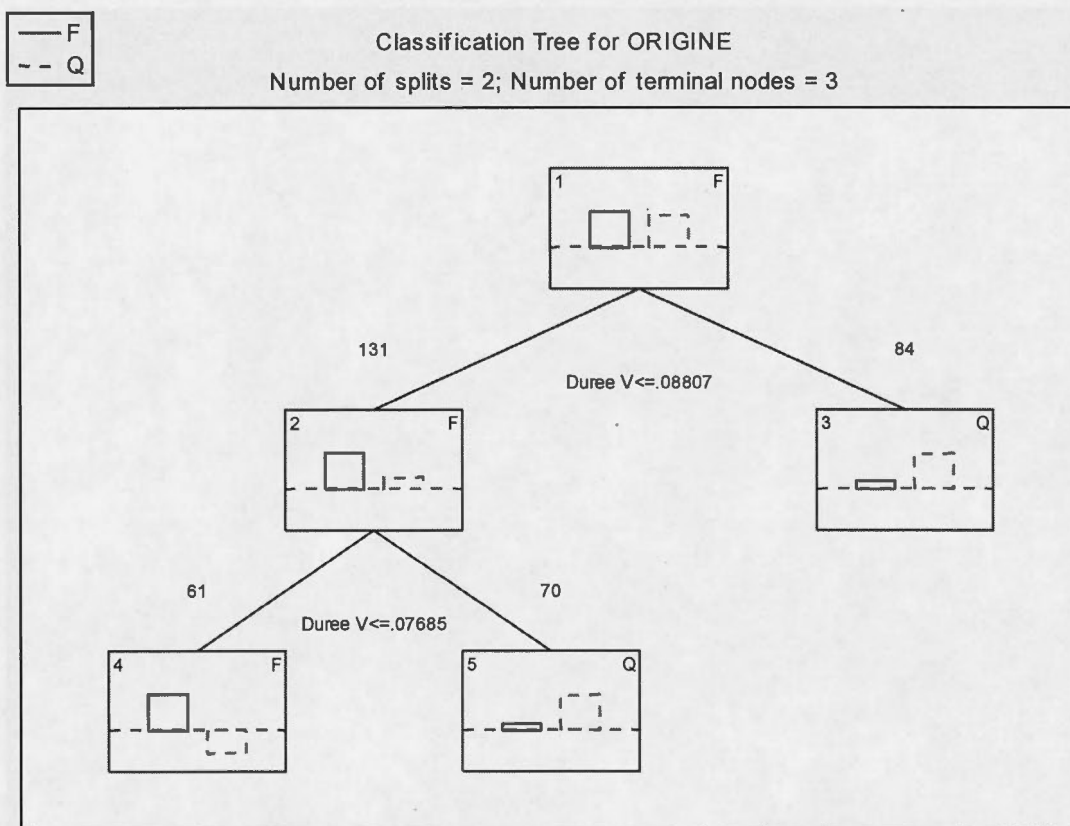 F
Q
Classification Tree for ORIGINE
Number of splits = 2; Number of terminal nodes = 3
1 F
131
84
Duree V<=.08807
2 F
3 Q
61
70
Duree V<=.07685
4 F
5 Q